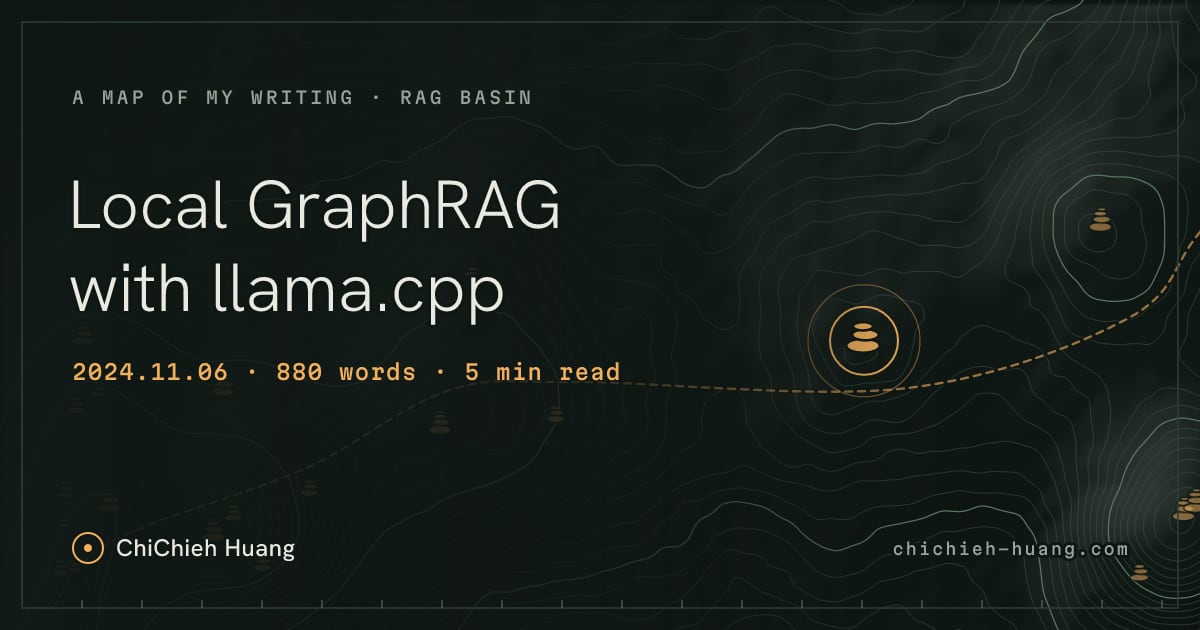 A MAP OF MY WRITING · RAG BASIN
Local GraphRAG
with llama.cpp
2024.11.06 · 880 words · 5 min read
ChiChieh Huang
chichieh-huang.com